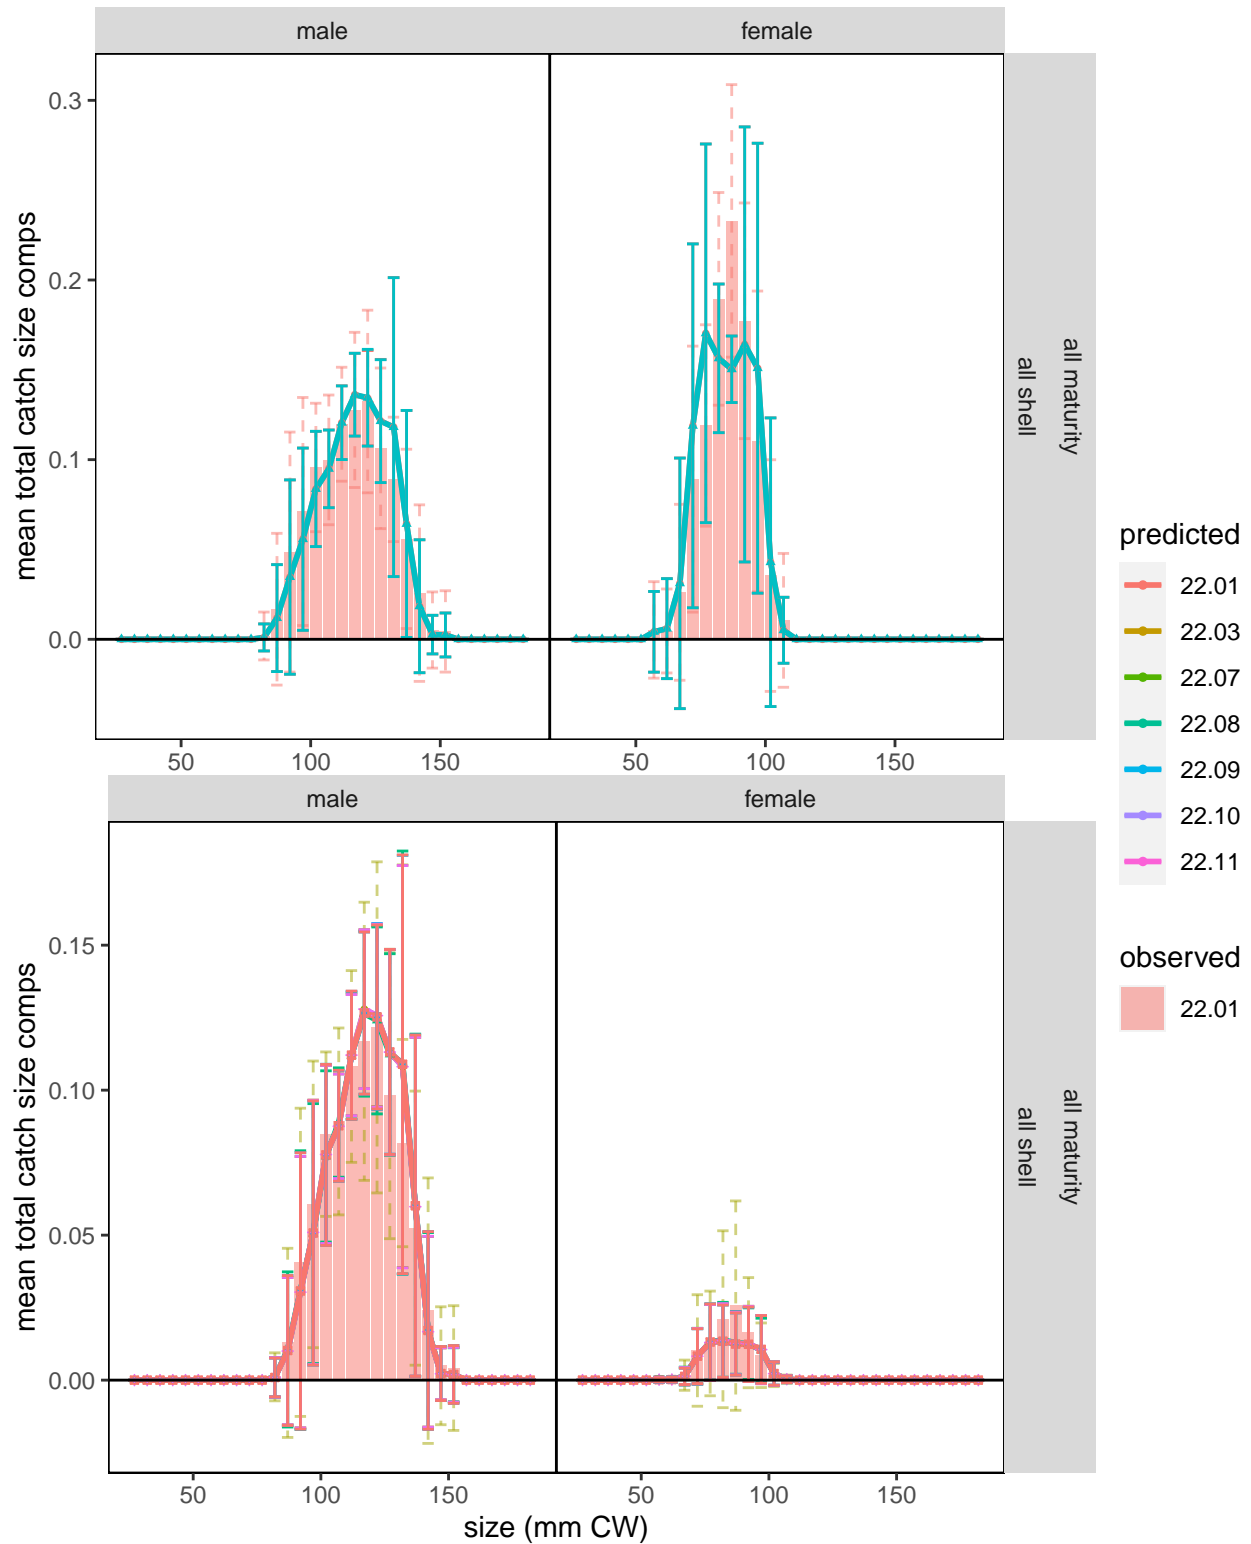 male
female
mean total catch size comps
0.3
0.2
0.1
0.0
all maturity
all shell
50
100
150
50
100
150
male
female
mean total catch size comps
0.15
0.10
0.05
0.00
all maturity
all shell
50
100
150
50
100
150
size (mm CW)
predicted
22.01
22.03
22.07
22.08
22.09
22.10
22.11
observed
22.01